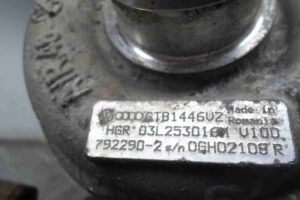 GTB1446VZ Made in
HGR 03L253016M V100 Romania
792290-2 s/n 0GH02108 R